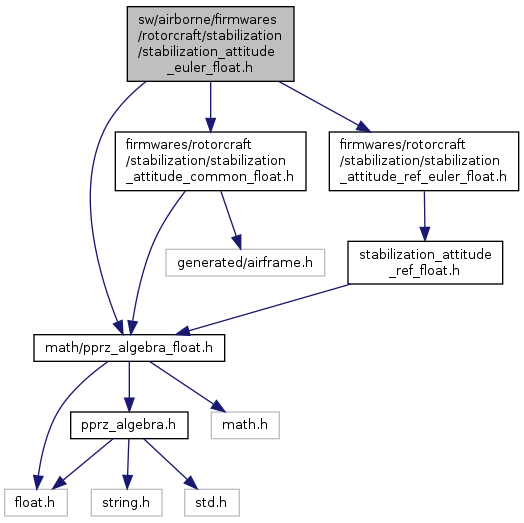 sw/airborne/firmwares
/rotorcraft/stabilization
/stabilization_attitude
_euler_float.h
firmwares/rotorcraft
/stabilization/stabilization
_attitude_common_float.h
firmwares/rotorcraft
/stabilization/stabilization
_attitude_ref_euler_float.h
generated/airframe.h
stabilization_attitude
_ref_float.h
math/pprz_algebra_float.h
pprz_algebra.h
math.h
float.h
string.h
std.h